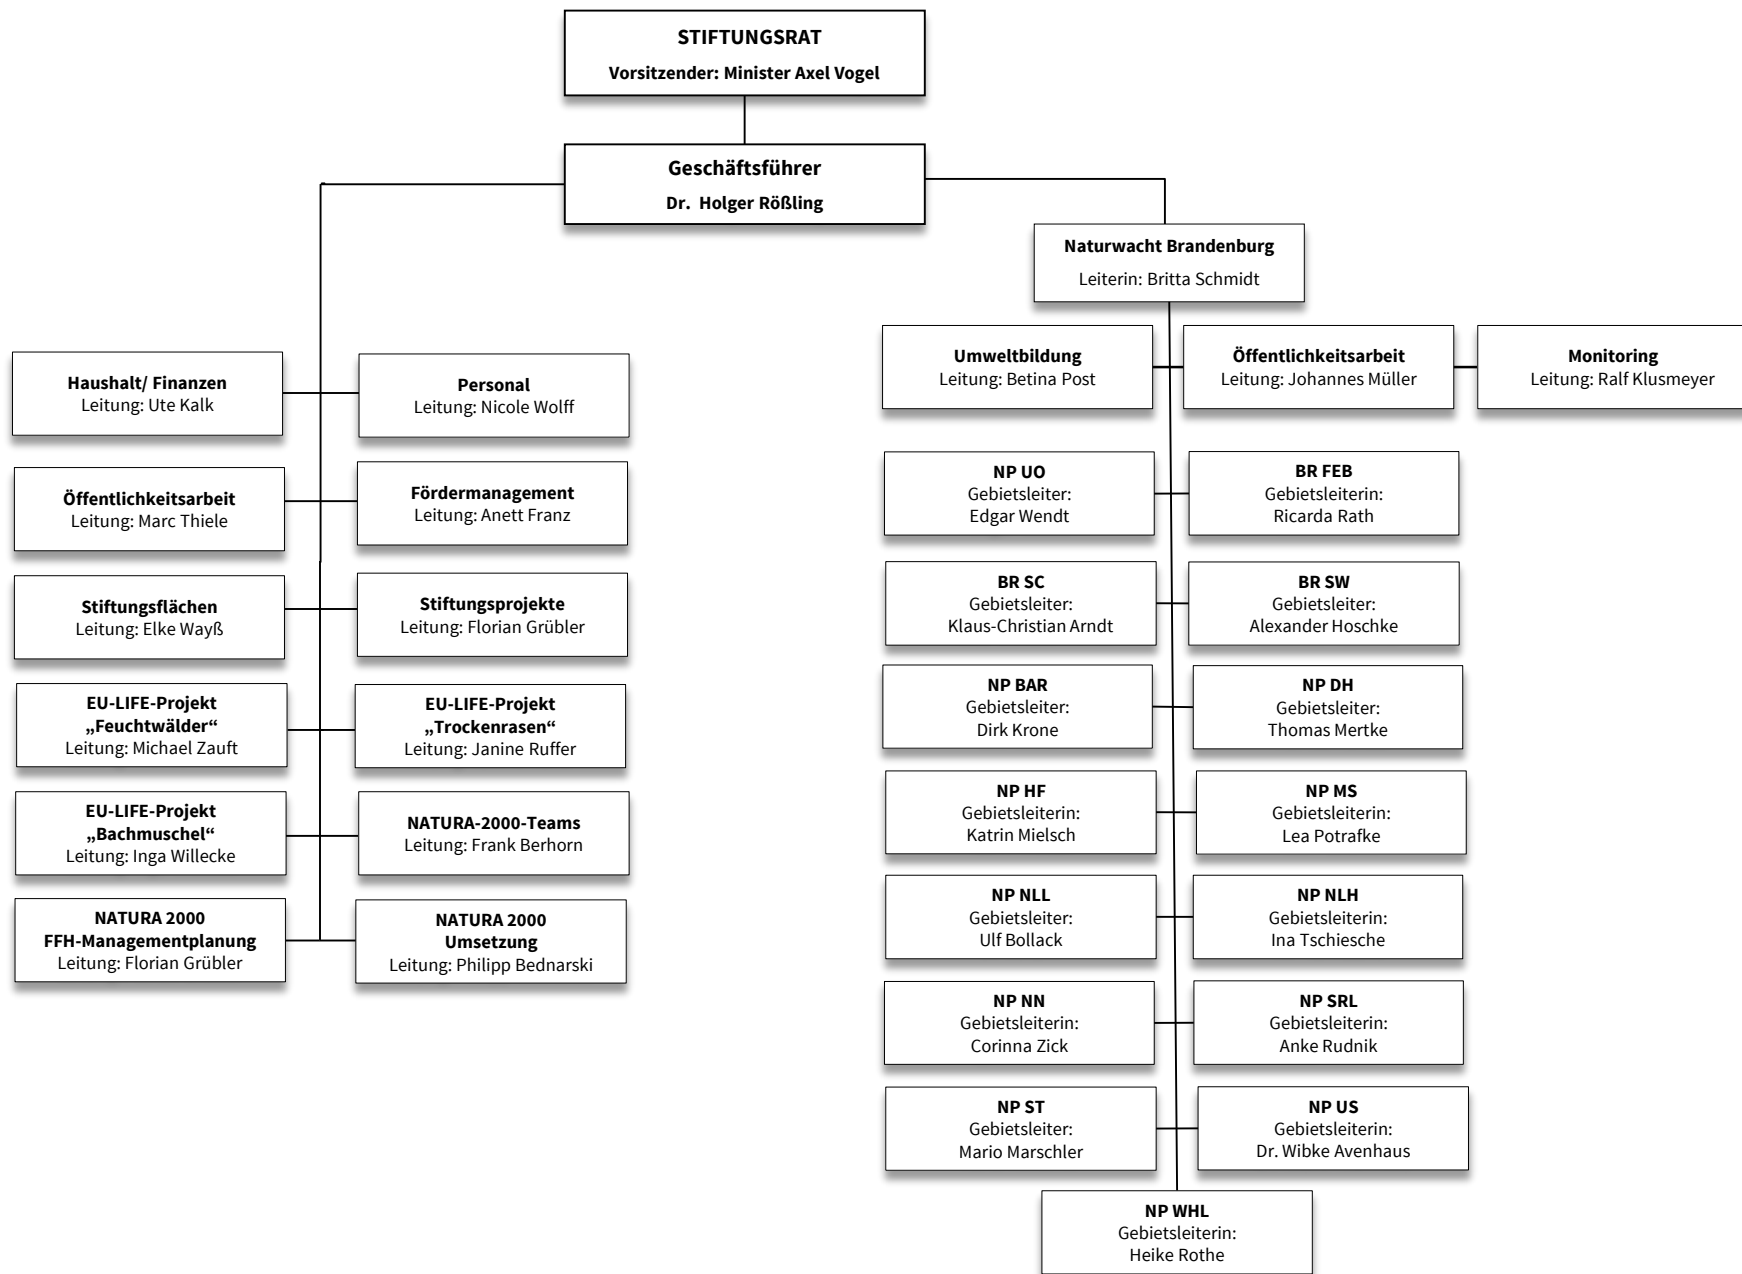 STIFTUNGSRAT
Vorsitzender: Minister Axel Vogel
Geschäftsführer
Dr. Holger Rößling
Naturwacht Brandenburg
Leiterin: Britta Schmidt
Haushalt/ Finanzen
Leitung: Ute Kalk
Personal
Leitung: Nicole Wolff
Öffentlichkeitsarbeit
Leitung: Marc Thiele
Fördermanagement
Leitung: Anett Franz
Stiftungsflächen
Leitung: Elke Wayß
Stiftungsprojekte
Leitung: Florian Grübler
EU-LIFE-Projekt
„Feuchtwälder“
Leitung: Michael Zauft
EU-LIFE-Projekt
„Trockenrasen“
Leitung: Janine Ruffer
EU-LIFE-Projekt
„Bachmuschel“
Leitung: Inga Willecke
NATURA-2000-Teams
Leitung: Frank Berhorn
NATURA 2000
FFH-Managementplanung
Leitung: Florian Grübler
NATURA 2000
Umsetzung
Leitung: Philipp Bednarski
Umweltbildung
Leitung: Betina Post
Öffentlichkeitsarbeit
Leitung: Johannes Müller
Monitoring
Leitung: Ralf Klusmeyer
NP UO
Gebietsleiter:
Edgar Wendt
BR FEB
Gebietsleiterin:
Ricarda Rath
BR SC
Gebietsleiter:
Klaus-Christian Arndt
BR SW
Gebietsleiter:
Alexander Hoschke
NP BAR
Gebietsleiter:
Dirk Krone
NP DH
Gebietsleiter:
Thomas Mertke
NP HF
Gebietsleiterin:
Katrin Mielsch
NP MS
Gebietsleiterin:
Lea Potrafke
NP NLL
Gebietsleiter:
Ulf Bollack
NP NLH
Gebietsleiterin:
Ina Tschiesche
NP NN
Gebietsleiterin:
Corinna Zick
NP SRL
Gebietsleiterin:
Anke Rudnik
NP ST
Gebietsleiter:
Mario Marschler
NP US
Gebietsleiterin:
Dr. Wibke Avenhaus
NP WHL
Gebietsleiterin:
Heike Rothe